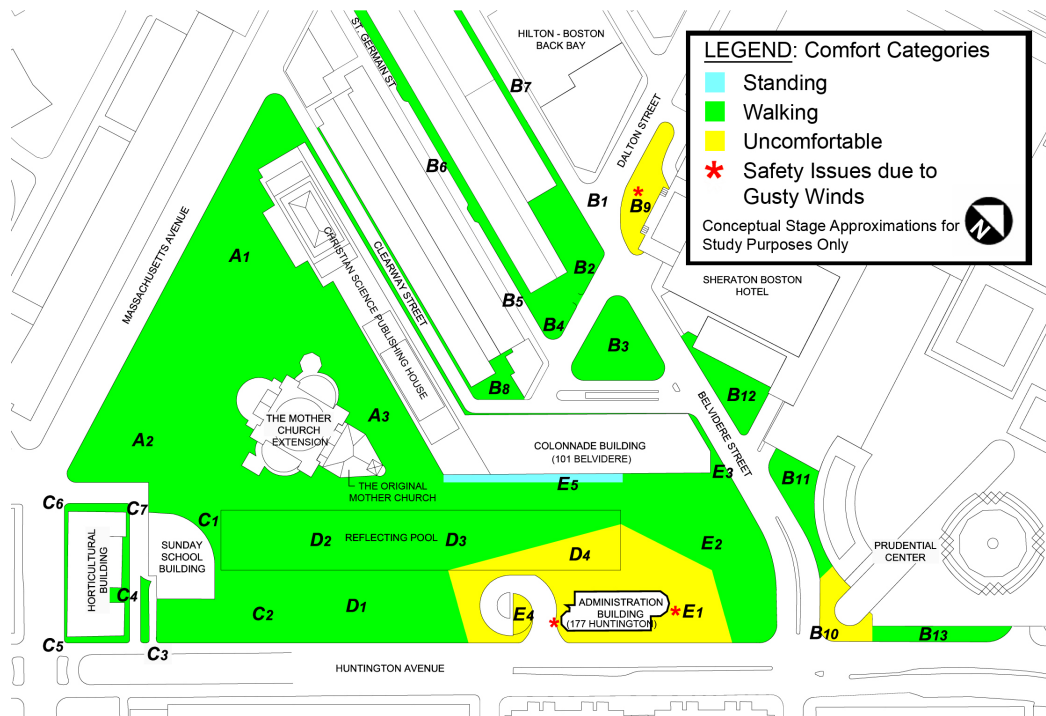 LEGEND: Comfort Categories
Standing
Walking
Uncomfortable
* Safety Issues due to
Gusty Winds
Conceptual Stage Approximations for
Study Purposes Only
N
HILTON - BOSTON
BACK BAY
ST. GERMAIN ST.
B7
DALTON STREET
B6
B1
*
B9
MASSACHUSETTS AVENUE
A1
CHRISTIAN SCIENCE PUBLISHING HOUSE
CLEARWAY STREET
B2
SHERATON BOSTON
HOTEL
B5
B4
B3
B8
B12
BELVIDERE STREET
THE MOTHER
CHURCH
EXTENSION
A3
A2
COLONNADE BUILDING
(101 BELVIDERE)
THE ORIGINAL
MOTHER CHURCH
E3
B11
E5
C6
C7
C1
D2
REFLECTING POOL
D3
D4
E2
PRUDENTIAL
CENTER
HORTICULTURAL
BUILDING
SUNDAY
SCHOOL
BUILDING
C4
C2
D1
E4
ADMINISTRATION
BUILDING
(177 HUNTINGTON)
*
*
E1
B10
B13
C5
C3
HUNTINGTON AVENUE